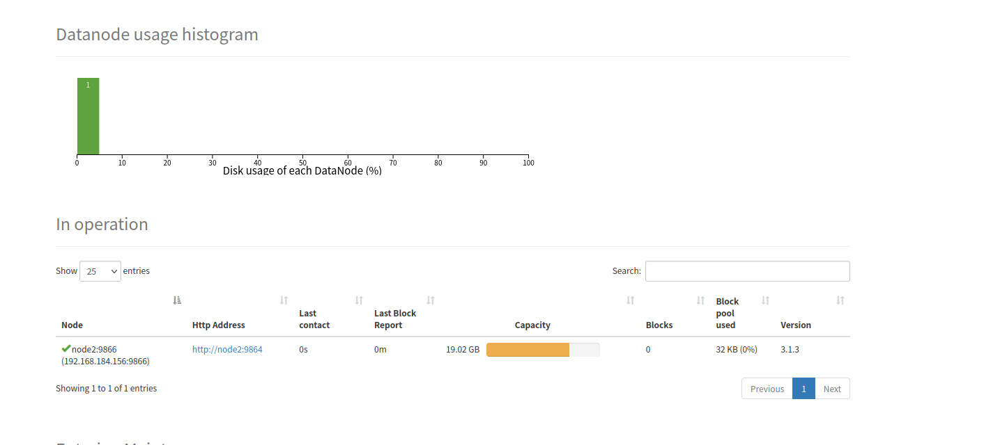 Datanode usage histogram
1
0 10 20 30 40 50 60 70 80 90 100
Disk usage of each DataNode (%)
In operation
Show 25 entries Search:
Node Http Address Last contact Last Block Report Capacity Blocks Block pool used Version
node2:9866 (192.168.184.156:9866) http://node2:9864 0s 0m 19.02 GB 0 32 KB (0%) 3.1.3
Showing 1 to 1 of 1 entries Previous 1 Next